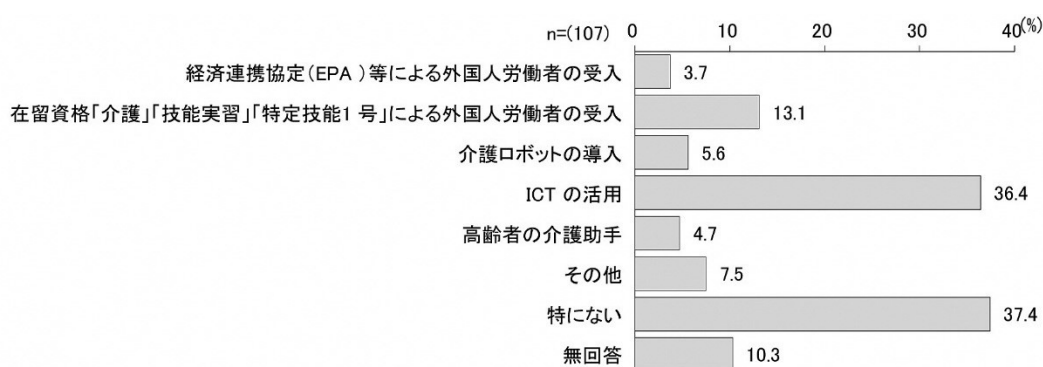 n=(107) 0 10 20 30 40(%)
経済連携協定(EPA )等による外国人労働者の受入 3.7
在留資格「介護」「技能実習」「特定技能1 号」による外国人労働者の受入 13.1
介護ロボットの導入 5.6
ICT の活用 36.4
高齢者の介護助手 4.7
その他 7.5
特にない 37.4
無回答 10.3